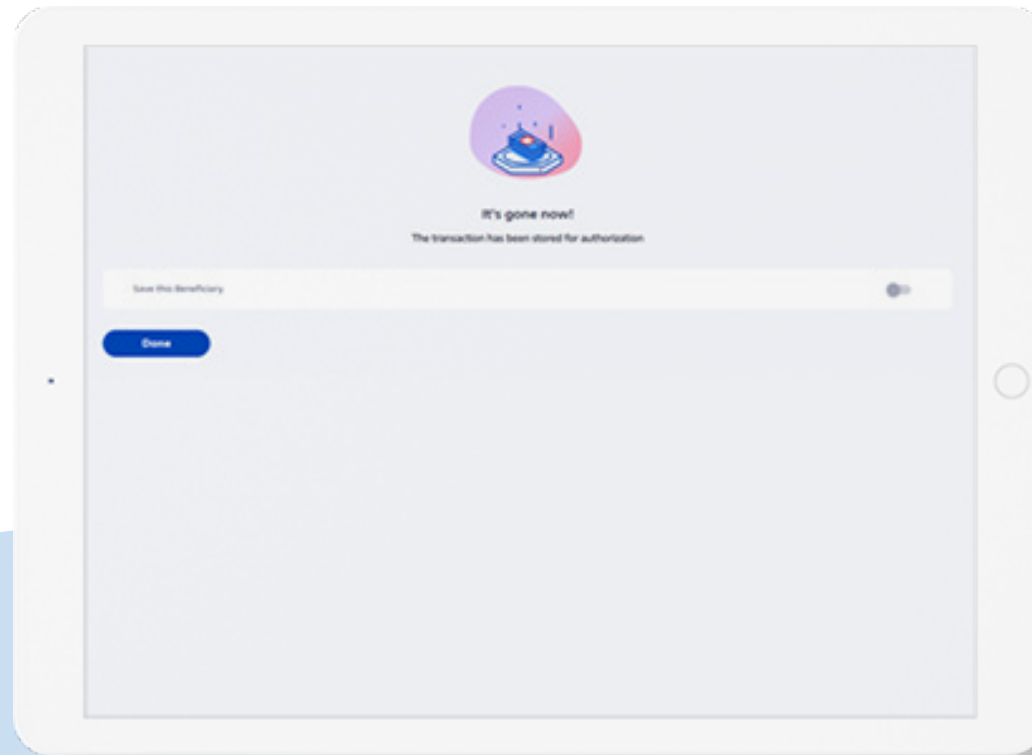 It's gone now!
The transaction has been stored for authorization
Save this Beneficiary
Done